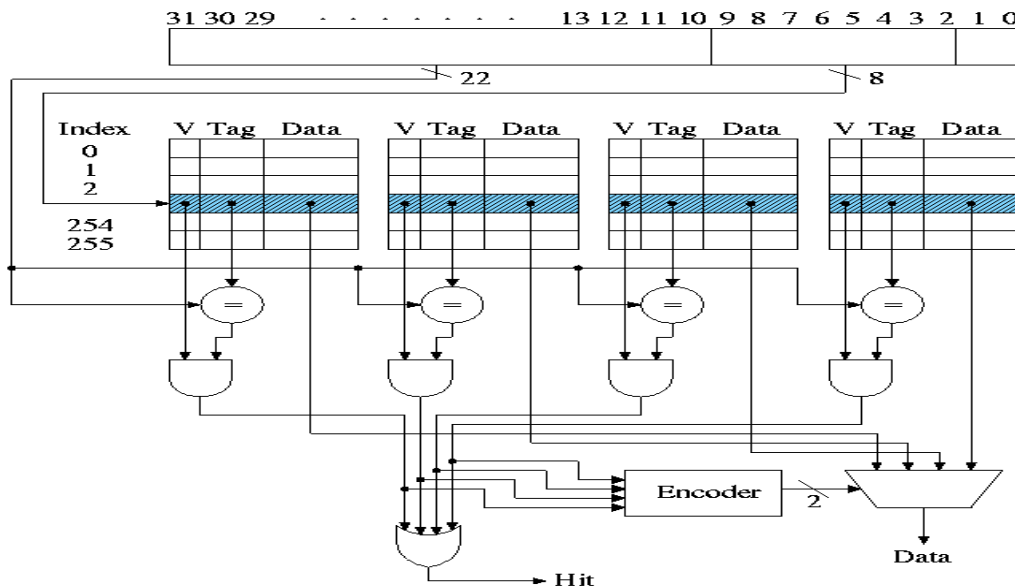 31 30 29 · · · · · · · 13 12 11 10 9 8 7 6 5 4 3 2 1 0
22 8
Index V Tag Data V Tag Data V Tag Data V Tag Data
0
1
2
254
255
= = = =
Encoder
2
Data
Hit